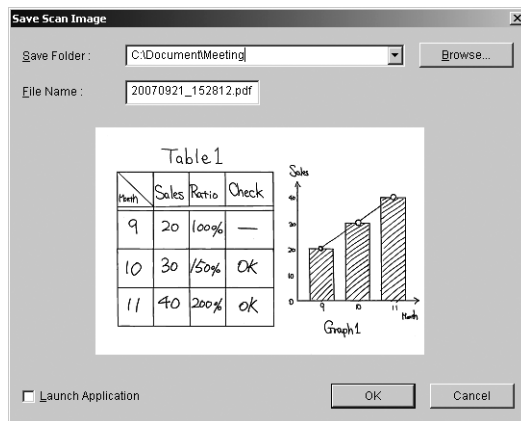 Save Scan Image
Save Folder : C:\Document\Meeting Browse...
File Name : 20070921_152812.pdf
Table1
Month Sales Ratio Check
9 20 100% —
10 30 150% OK
11 40 200% OK
Sales
40
30
20
10
0
9 10 11 Month
Graph1
Launch Application OK Cancel